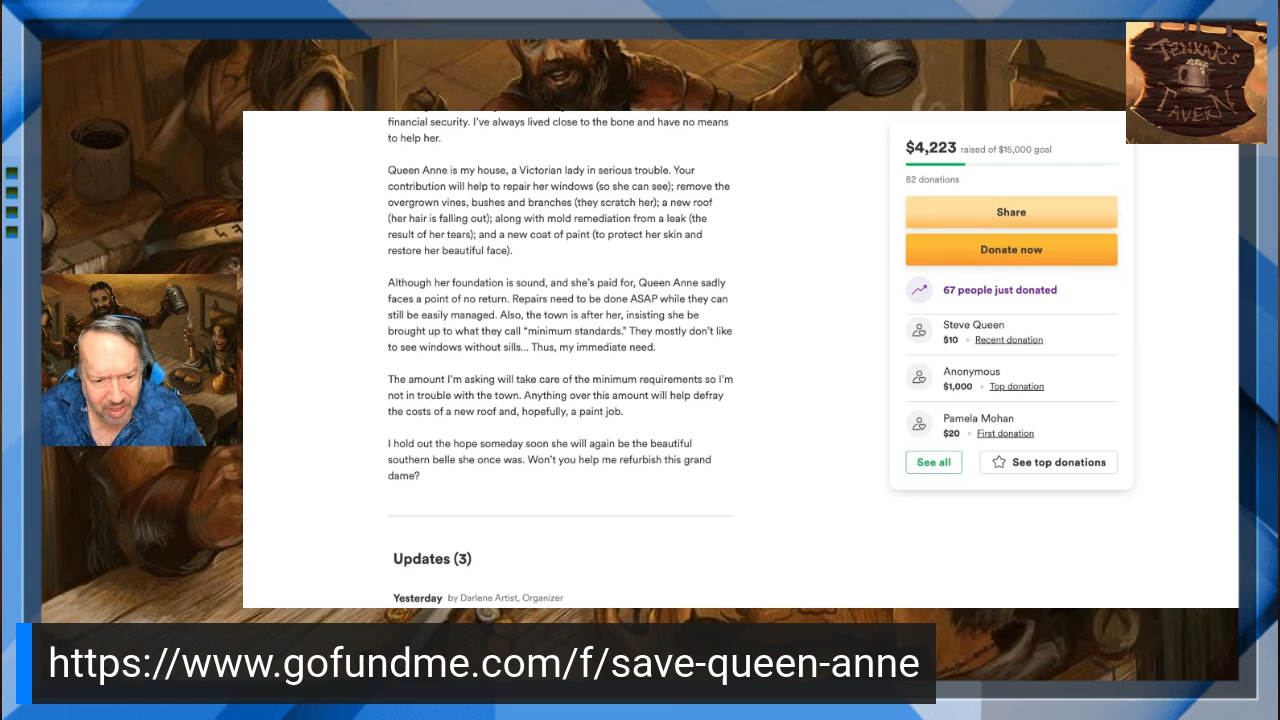 TENKAR'S
TAVERN
financial security. I've always lived close to the bone and have no means
to help her.
Queen Anne is my house, a Victorian lady in serious trouble. Your
contribution will help to repair her windows (so she can see); remove the
overgrown vines, bushes and branches (they scratch her); a new roof
(her hair is falling out); along with mold remediation from a leak (the
result of her tears); and a new coat of paint (to protect her skin and
restore her beautiful face).
Although her foundation is sound, and she's paid for, Queen Anne sadly
faces a point of no return. Repairs need to be done ASAP while they can
still be easily managed. Also, the town is after her, insisting she be
brought up to what they call “minimum standards.” They mostly don't like
to see windows without sills... Thus, my immediate need.
The amount I'm asking will take care of the minimum requirements so I'm
not in trouble with the town. Anything over this amount will help defray
the costs of a new roof and, hopefully, a paint job.
I hold out the hope someday soon she will again be the beautiful
southern belle she once was. Won't you help me refurbish this grand
dame?
Updates (3)
Yesterday by Darlene Artist, Organizer
$4,223 raised of $15,000 goal
82 donations
Share
Donate now
67 people just donated
Steve Queen
$10 • Recent donation
Anonymous
$1,000 • Top donation
Pamela Mohan
$20 • First donation
See all
See top donations
https://www.gofundme.com/f/save-queen-anne